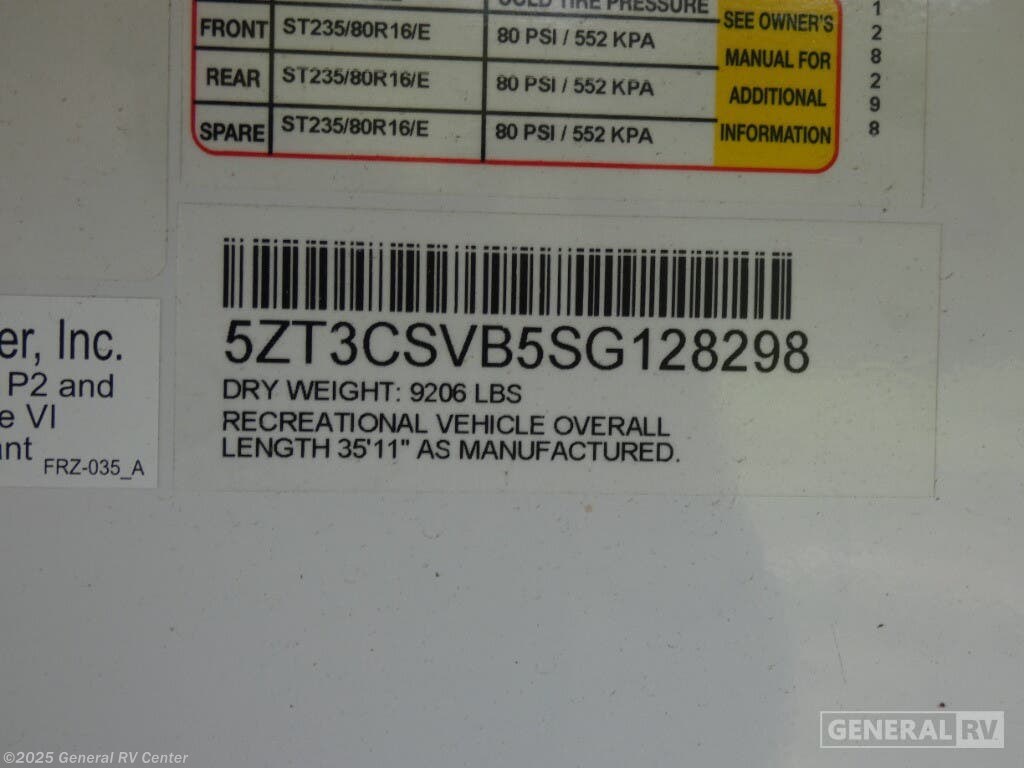 COLD TIRE PRESSURE
FRONT ST235/80R16/E 80 PSI / 552 KPA
REAR ST235/80R16/E 80 PSI / 552 KPA
SPARE ST235/80R16/E 80 PSI / 552 KPA
SEE OWNER'S
MANUAL FOR
ADDITIONAL
INFORMATION
1
2
8
2
9
8
5ZT3CSVB5SG128298
DRY WEIGHT: 9206 LBS
RECREATIONAL VEHICLE OVERALL
LENGTH 35'11" AS MANUFACTURED.
er, Inc.
P2 and
e VI
ant
FRZ-035_A
GENERAL RV
©2025 General RV Center